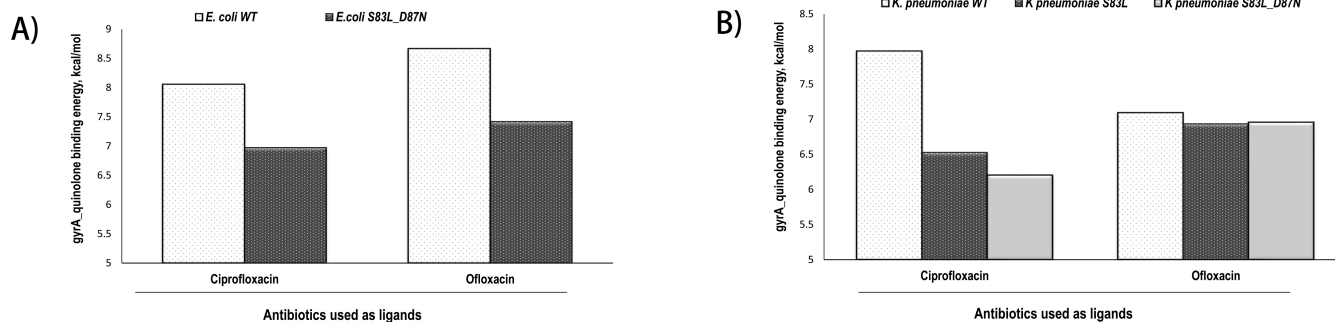 A)
E. coli WT
E.coli S83L_D87N
gyrA_quinolone binding energy, kcal/mol
9
8.5
8
7.5
7
6.5
6
5.5
5
Ciprofloxacin
Ofloxacin
Antibiotics used as ligands
B)
K. pneumoniae WT
K pneumoniae S83L
K pneumoniae S83L_D87N
gyrA_quinolone binding energy, kcal/mol
8.5
8
7.5
7
6.5
6
5.5
5
Ciprofloxacin
Ofloxacin
Antibiotics used as ligands